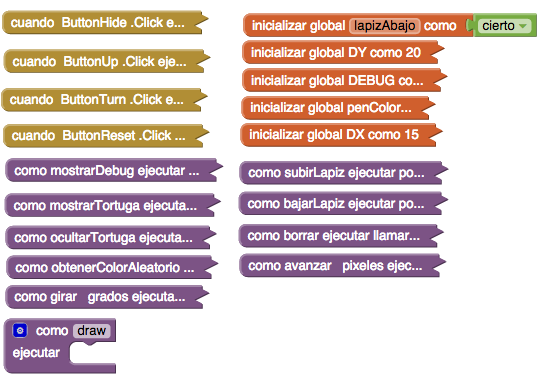 cuando ButtonHide .Click e...
cuando ButtonUp .Click eje...
cuando ButtonTurn .Click e...
cuando ButtonReset .Click ...
como mostrarDebug ejecutar ...
como mostrarTortuga ejecuta...
como ocultarTortuga ejecuta...
como obtenerColorAleatorio ...
como girar grados ejecuta...
como draw
ejecutar
inicializar global lapizAbajo como cierto
inicializar global DY como 20
inicializar global DEBUG co...
inicializar global penColor...
inicializar global DX como 15
como subirLapiz ejecutar po...
como bajarLapiz ejecutar po...
como borrar ejecutar llamar...
como avanzar pixeles ejec...